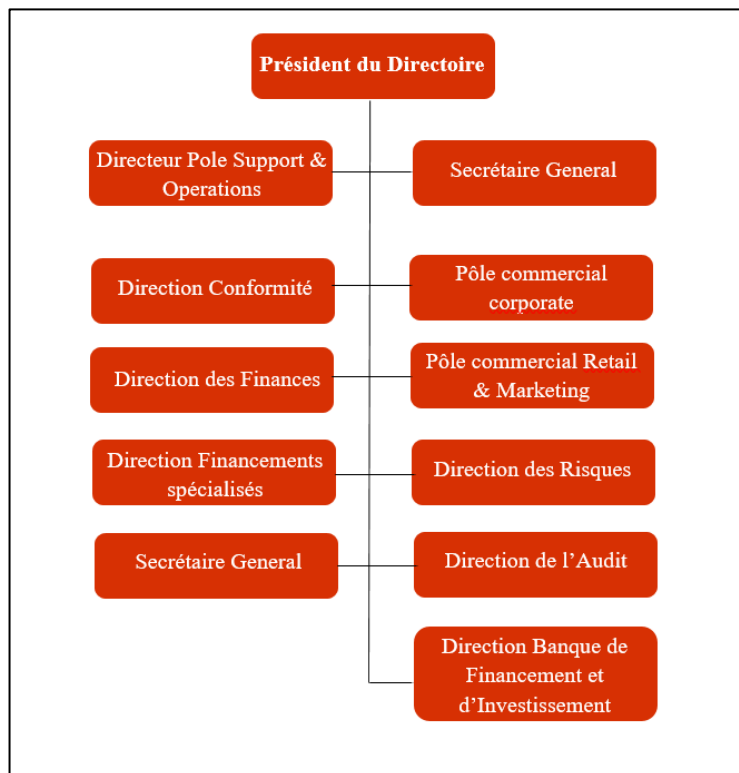 Président du Directoire
Directeur Pole Support &
Operations
Secrétaire General
Direction Conformité
Pôle commercial
corporate
Direction des Finances
Pôle commercial Retail
& Marketing
Direction Financements
spécialisés
Direction des Risques
Secrétaire General
Direction de l’Audit
Direction Banque de
Financement et
d’Investissement